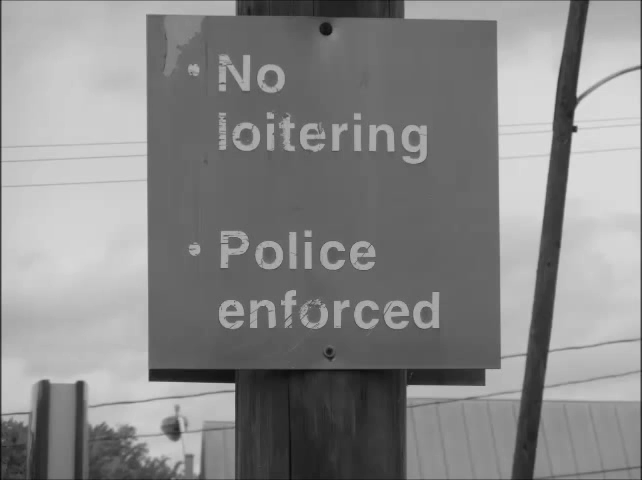 • No
loitering
• Police
enforced